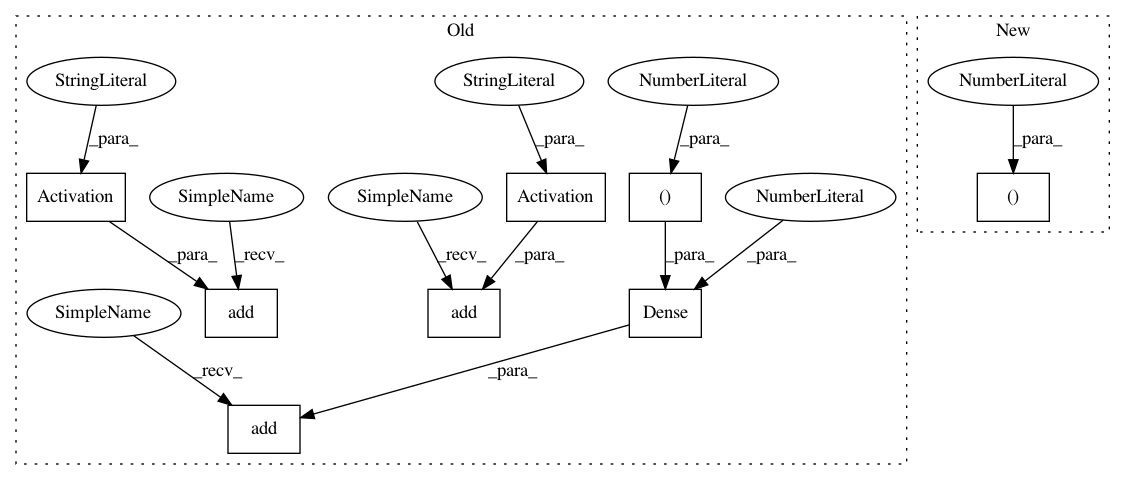 Old
New
StringLiteral
StringLiteral
NumberLiteral
NumberLiteral
_para_
_para_
_para_
_para_
Activation
SimpleName
SimpleName
Activation
()
NumberLiteral
()
_para_
_recv_
_recv_
_para_
_para_
_para_
SimpleName
add
add
Dense
_recv_
_para_
add